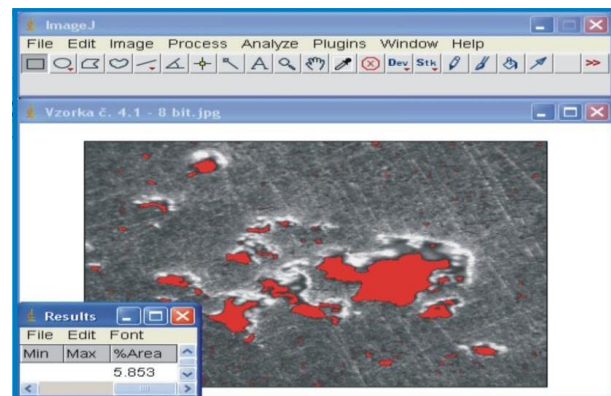 ImageJ
File Edit Image Process Analyze Plugins Window Help
A Dev Stk >>
Vzorka č. 4.1 - 8 bit.jpg
Results
File Edit Font
Min Max %Area
5.853